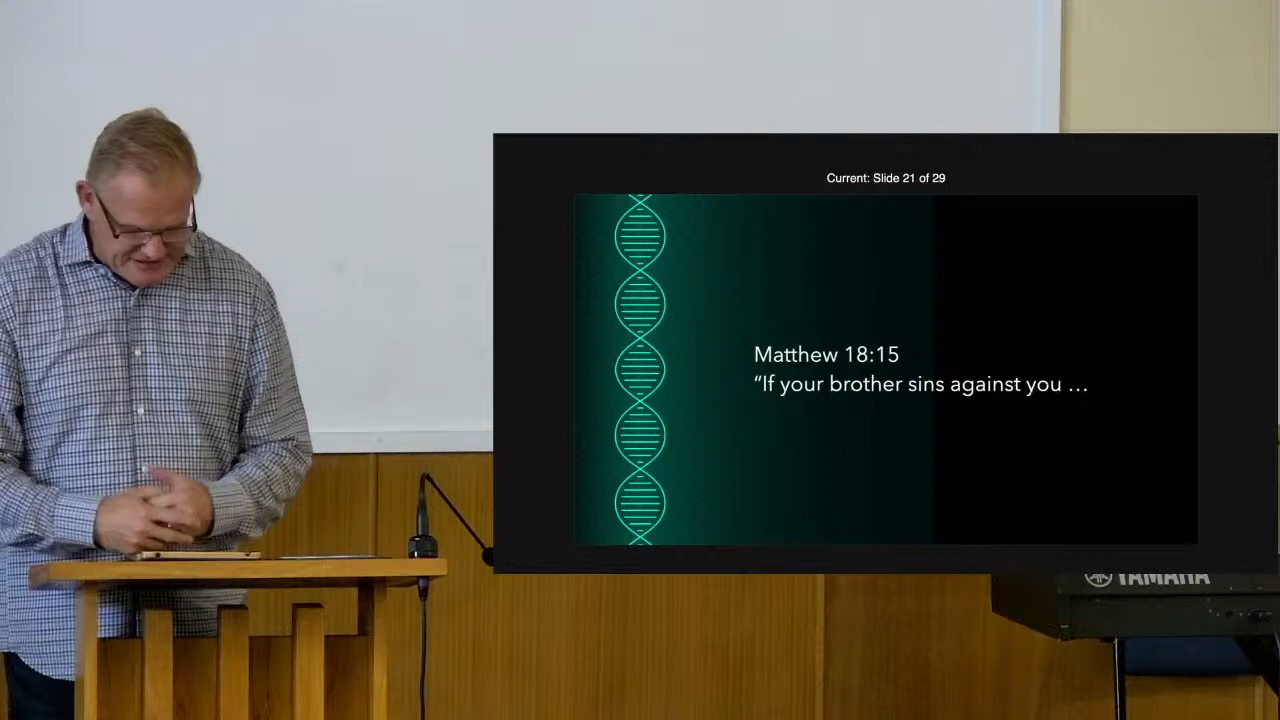 Current: Slide 21 of 29
Matthew 18:15
“If your brother sins against you …
YAMAHA